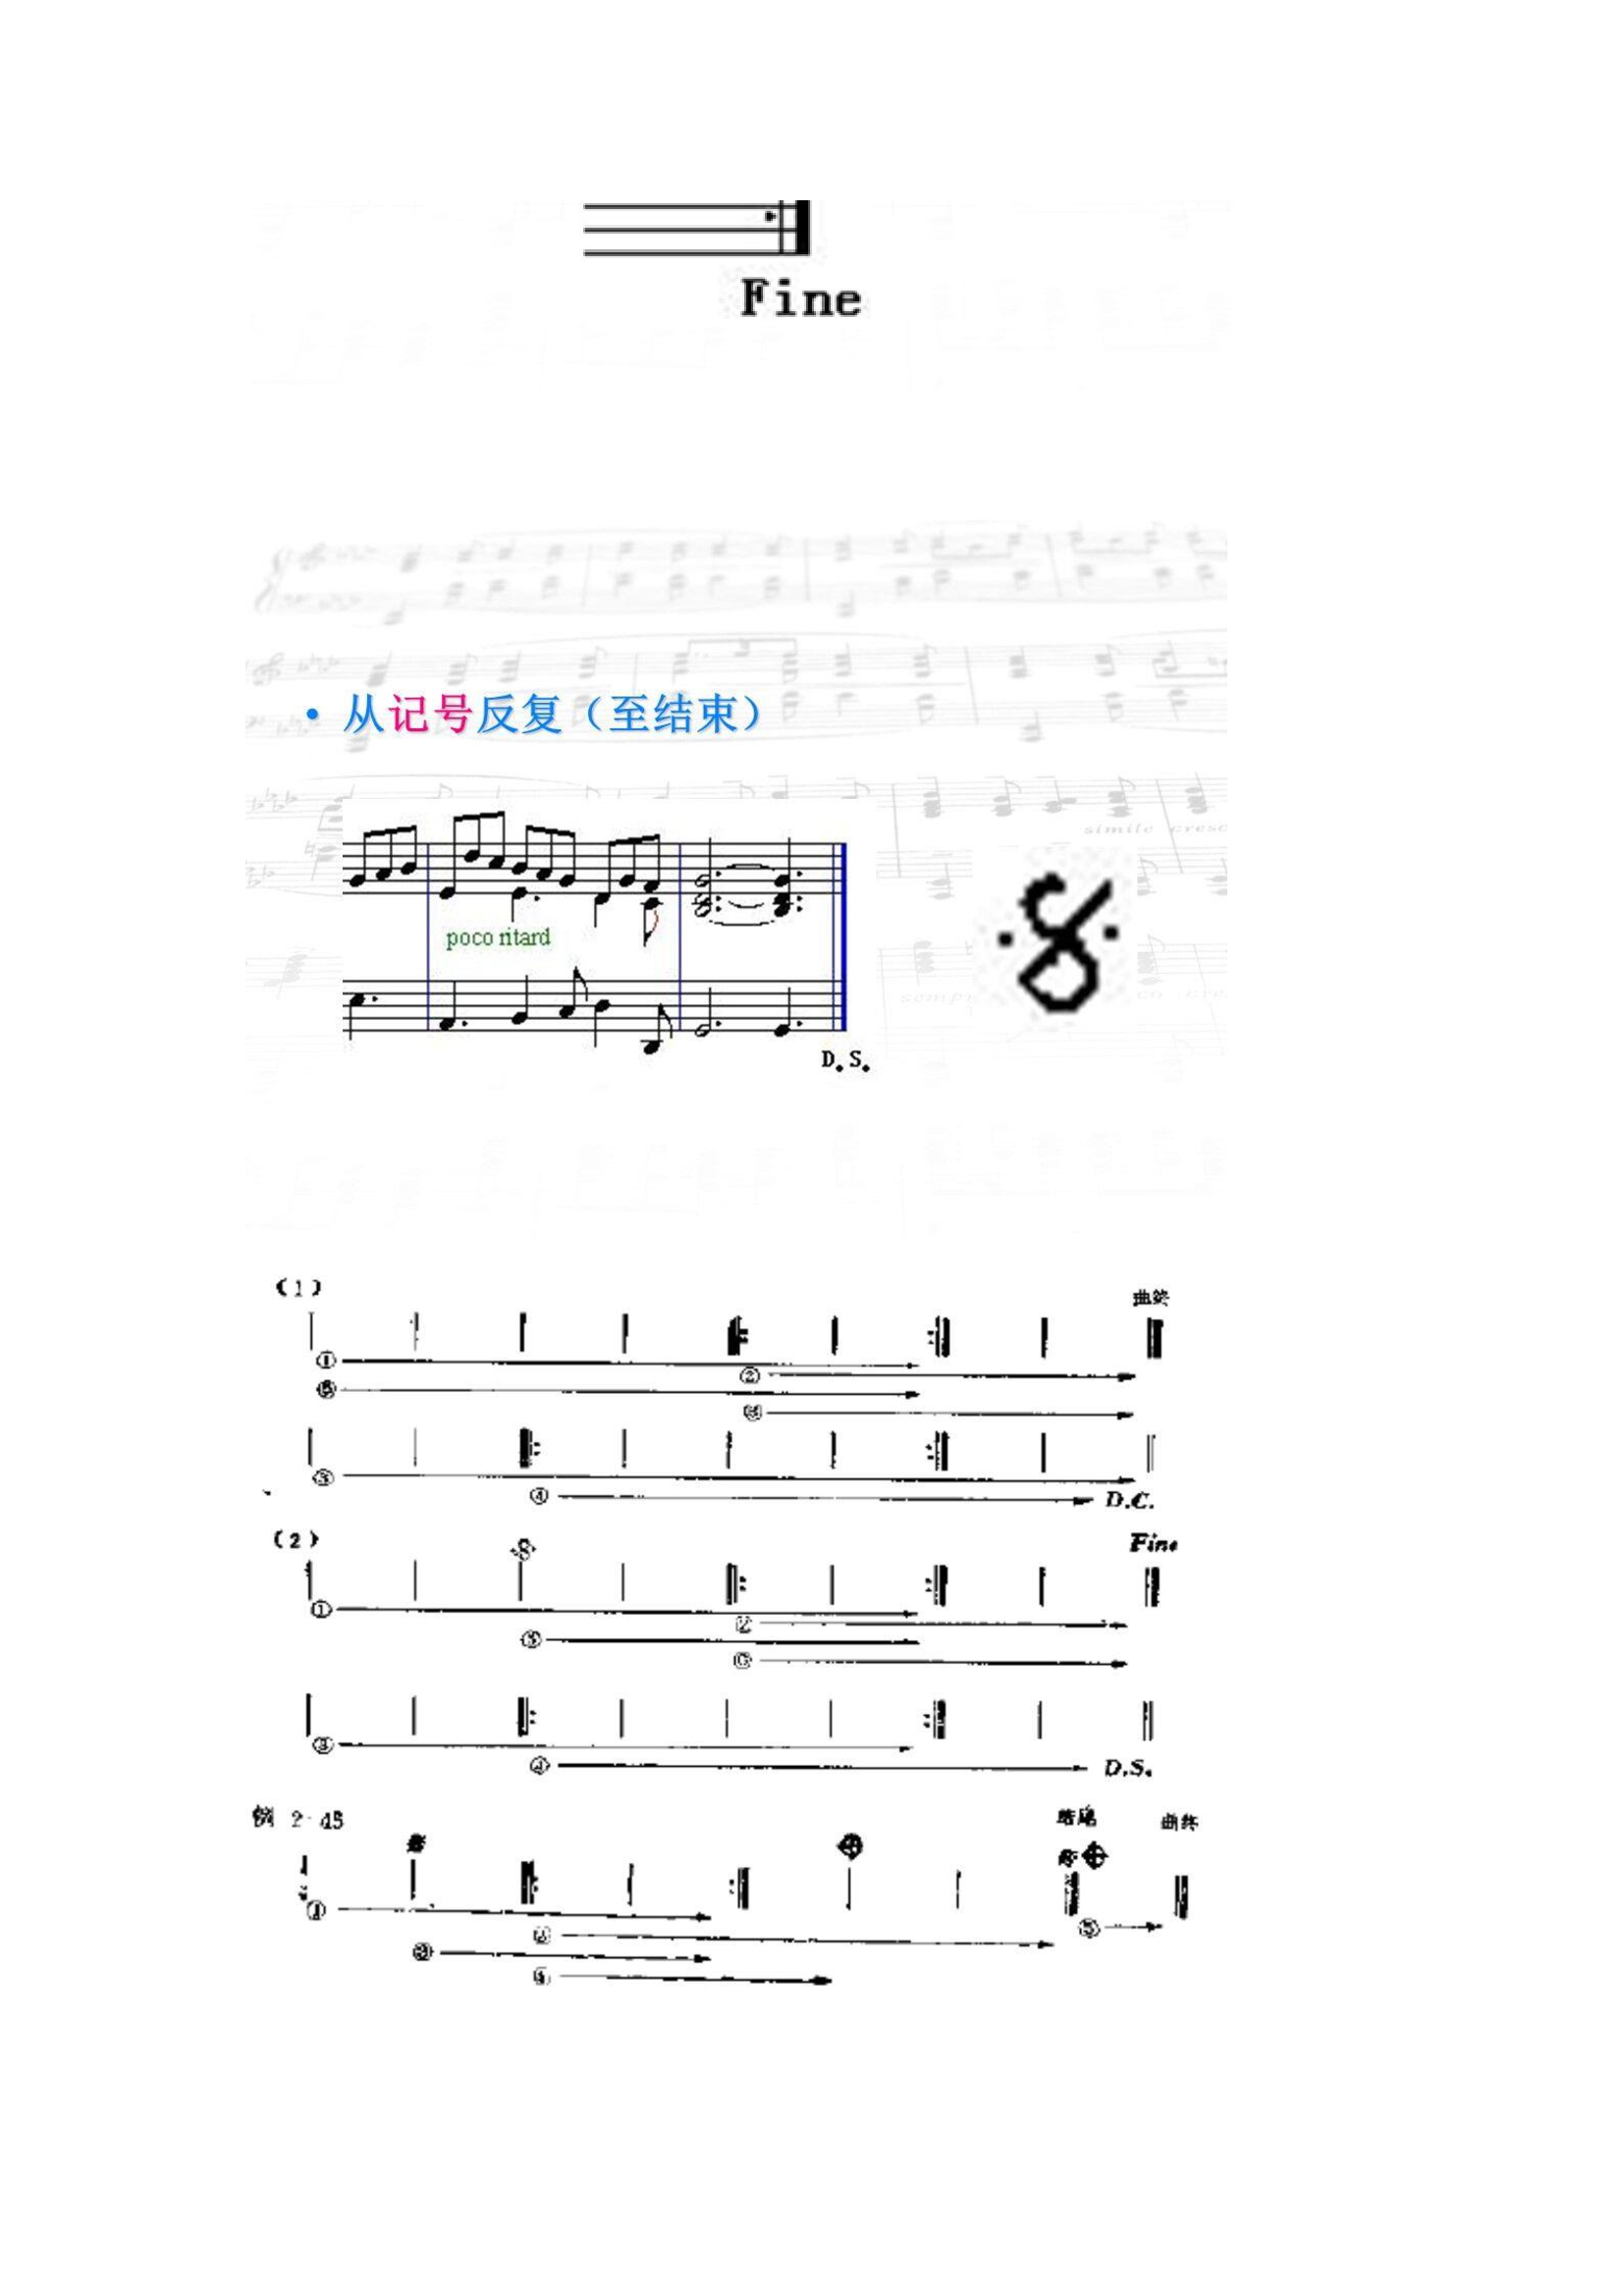 Fine
• 从记号反复（至结束）
poco ritard
D.S.
（1）
曲终
①
②
⑤
⑥
③
④
D.C.
（2）
Fine
①
②
⑤
⑥
③
④
D.S.
例 2-45
结尾
曲终
①
②
⑤
③
④